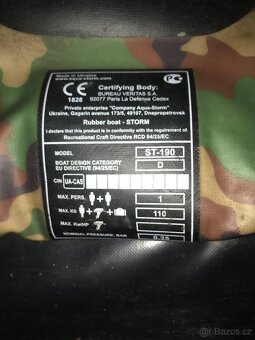 Made in Ukraine
www.aqua-storm.com
CE
1828
Certifying Body:
BUREAU VERITAS S.A.
92077 Paris La Defense Cedex
Private enterprise "Company Aqua-Storm"
Ukraine, Gagarin avenue 173/5, 49107, Dnepropetrovsk
Rubber boat - STORM
I declare that this product is in conformity with the requirements of.
Recreational Craft Directive RCD 94/25/EC
MODEL ST-190
BOAT DESIGN CATEGORY
EU DIRECTIVE (94/25/EC) D
CIN UA-CAS
MAX. PERS. 1
MAX. KG 110
MAX. Kw/HP
NOMINAL PRESSURE, BAR 0.25
bazos.cz